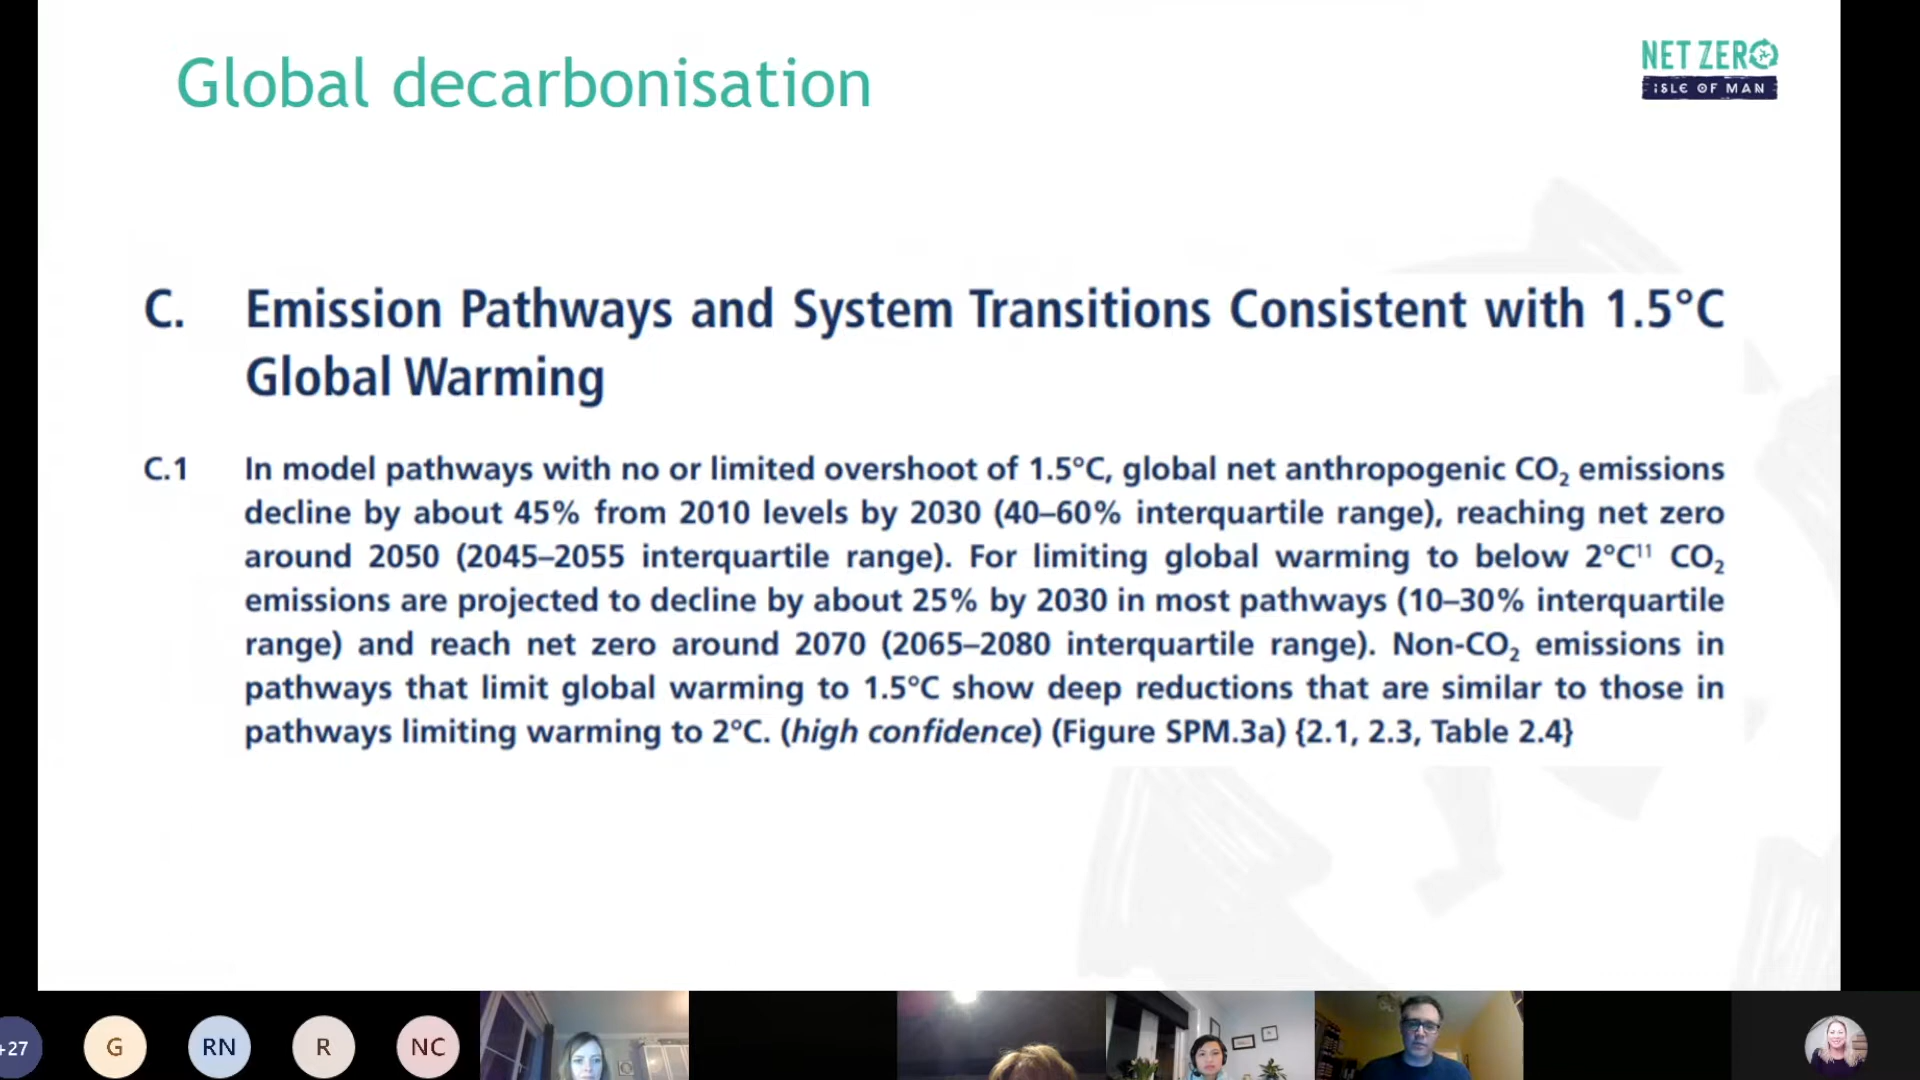 Global decarbonisation
NET ZERO
ISLE OF MAN
C. Emission Pathways and System Transitions Consistent with 1.5°C
Global Warming
C.1 In model pathways with no or limited overshoot of 1.5°C, global net anthropogenic CO₂ emissions
decline by about 45% from 2010 levels by 2030 (40–60% interquartile range), reaching net zero
around 2050 (2045–2055 interquartile range). For limiting global warming to below 2°C¹¹ CO₂
emissions are projected to decline by about 25% by 2030 in most pathways (10–30% interquartile
range) and reach net zero around 2070 (2065–2080 interquartile range). Non-CO₂ emissions in
pathways that limit global warming to 1.5°C show deep reductions that are similar to those in
pathways limiting warming to 2°C. (high confidence) (Figure SPM.3a) {2.1, 2.3, Table 2.4}
+27
G
RN
R
NC